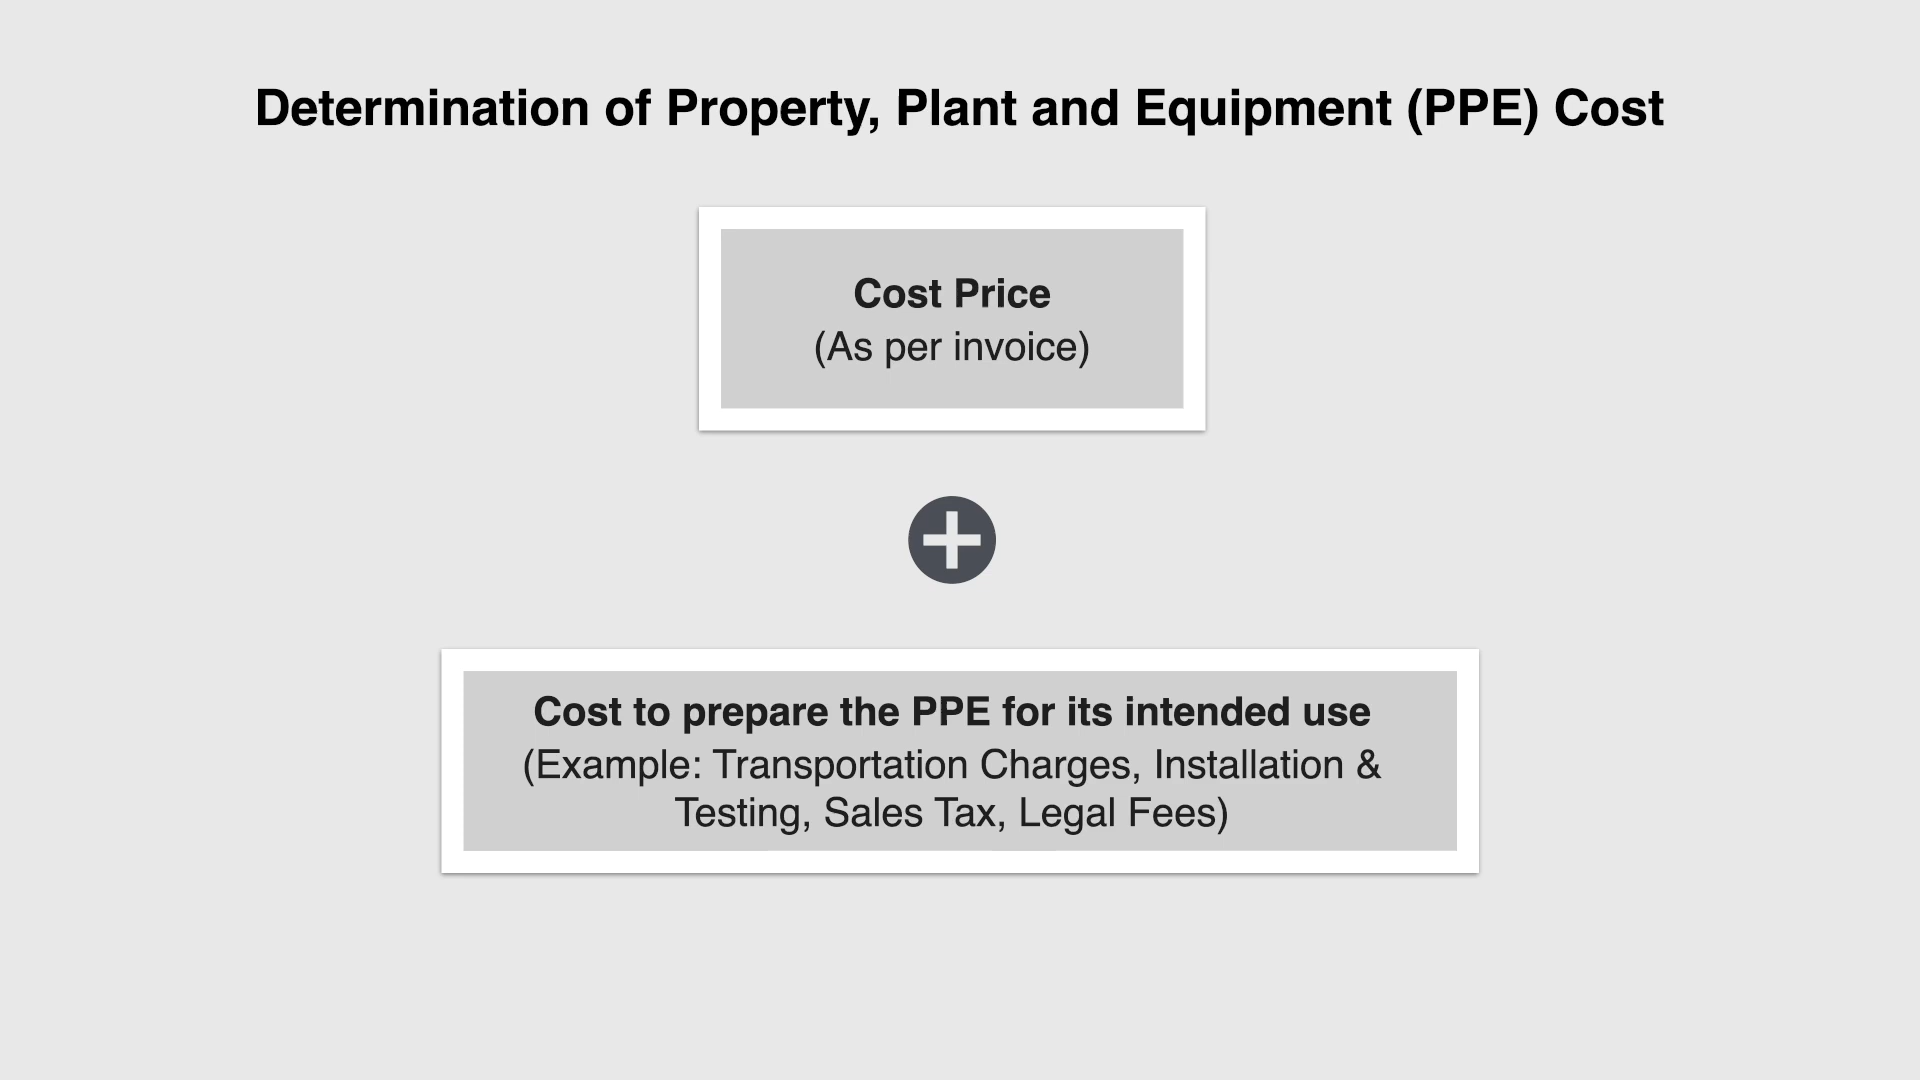 Determination of Property, Plant and Equipment (PPE) Cost
Cost Price
(As per invoice)
Cost to prepare the PPE for its intended use
(Example: Transportation Charges, Installation &
Testing, Sales Tax, Legal Fees)